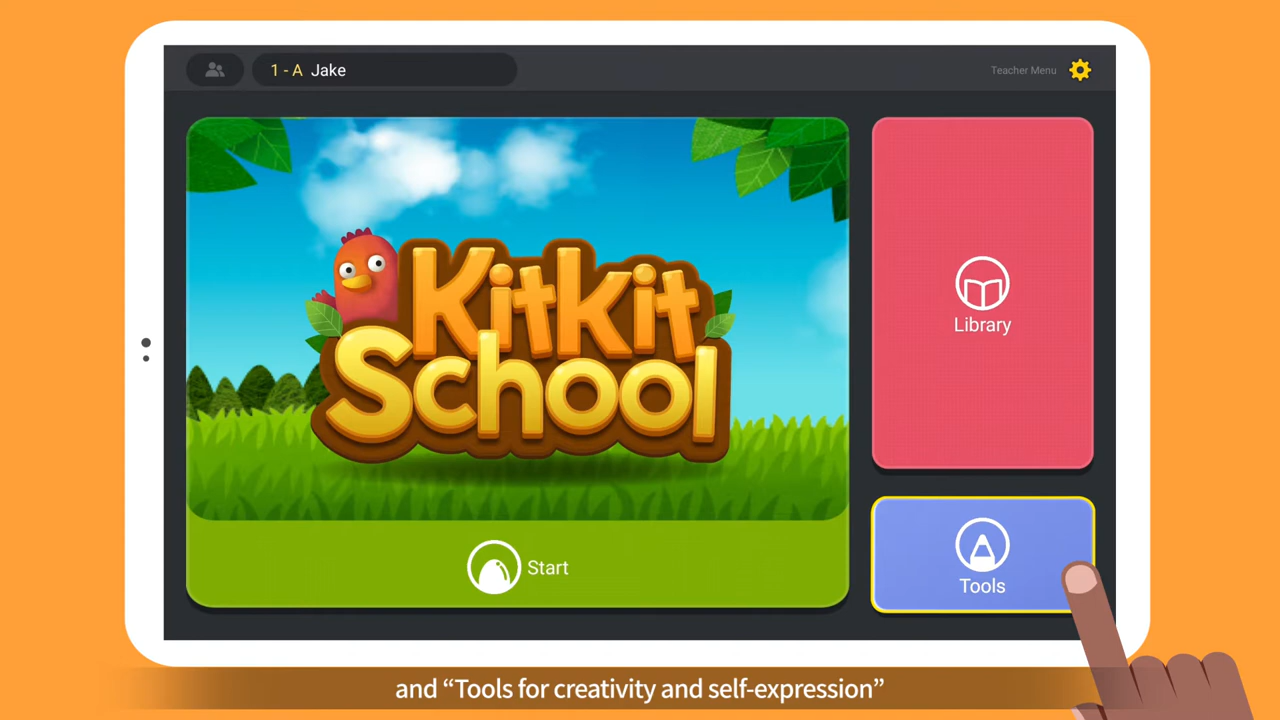 1 - A Jake
Teacher Menu
Kitkit
School
Library
Start
Tools
and “Tools for creativity and self-expression”